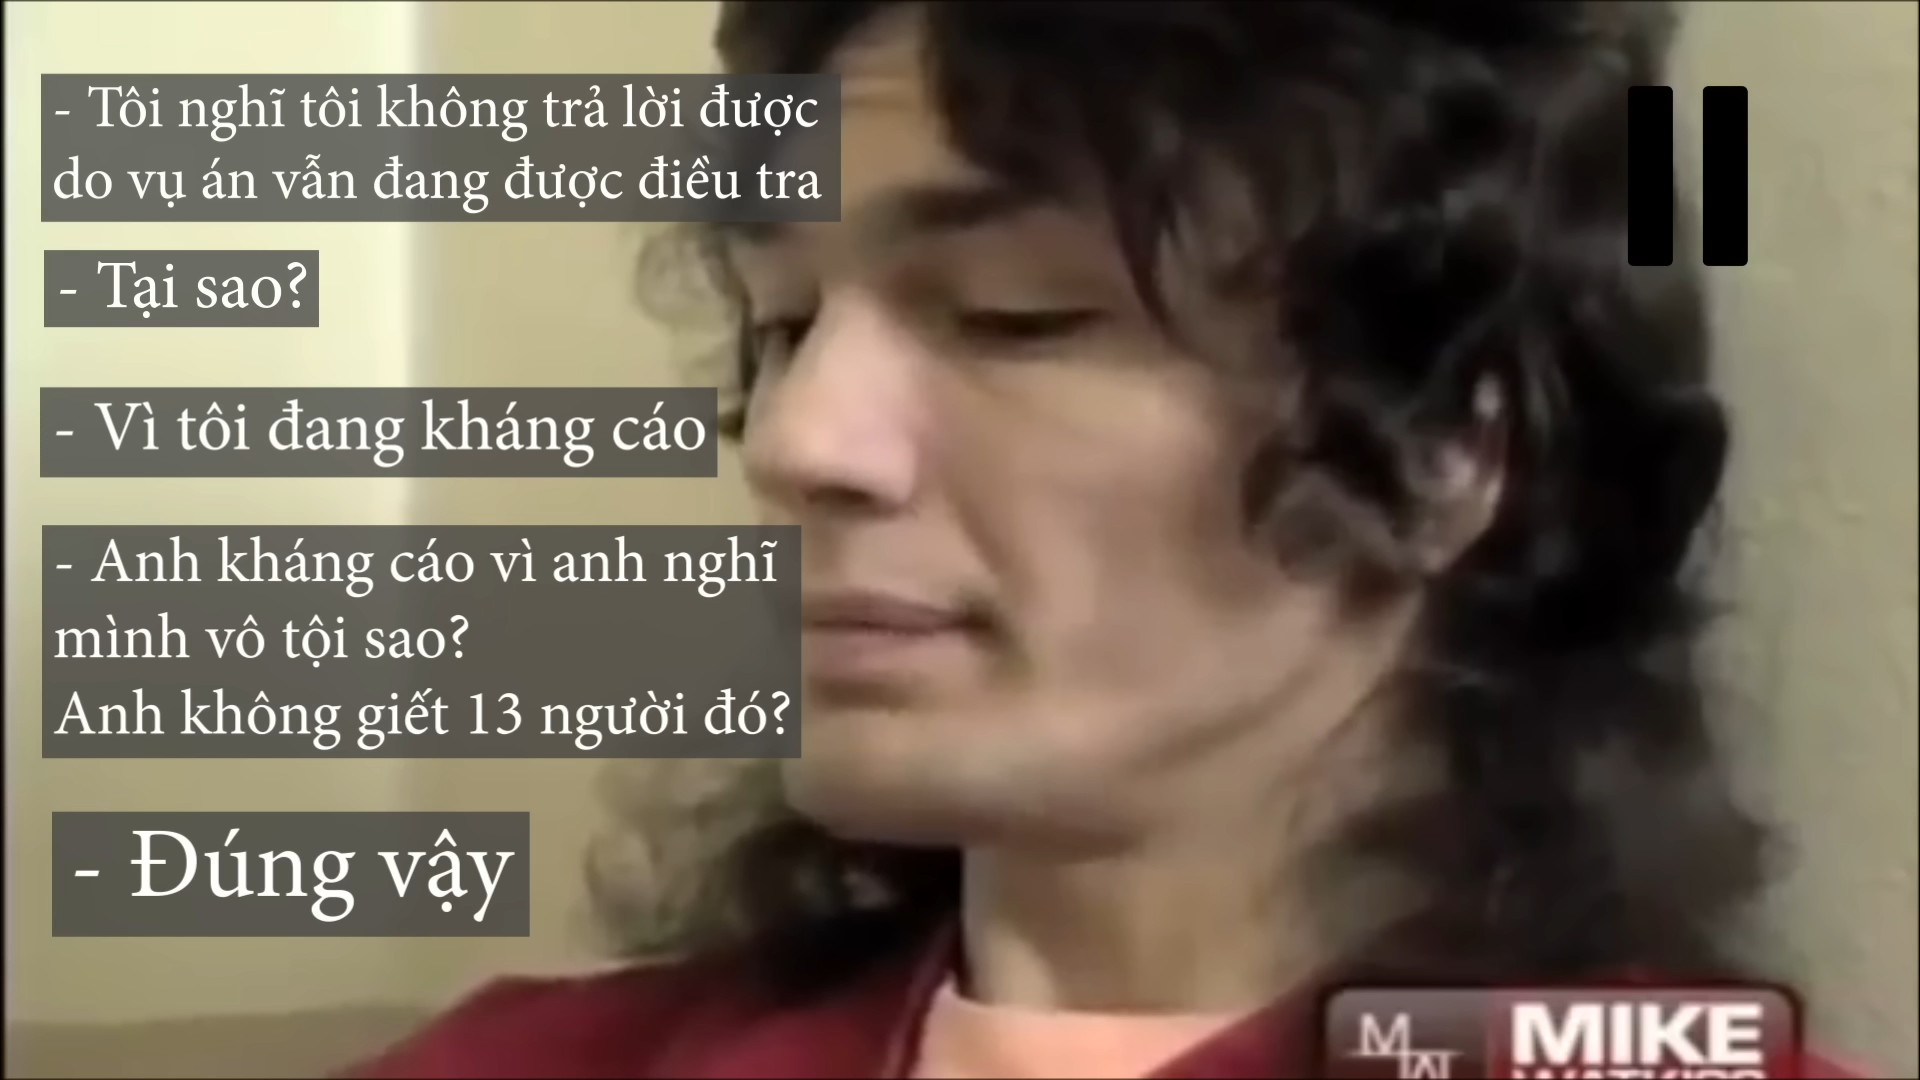 - Tôi nghĩ tôi không trả lời được
do vụ án vẫn đang được điều tra
- Tại sao?
- Vì tôi đang kháng cáo
- Anh kháng cáo vì anh nghĩ
mình vô tội sao?
Anh không giết 13 người đó?
- Đúng vậy
MIKE